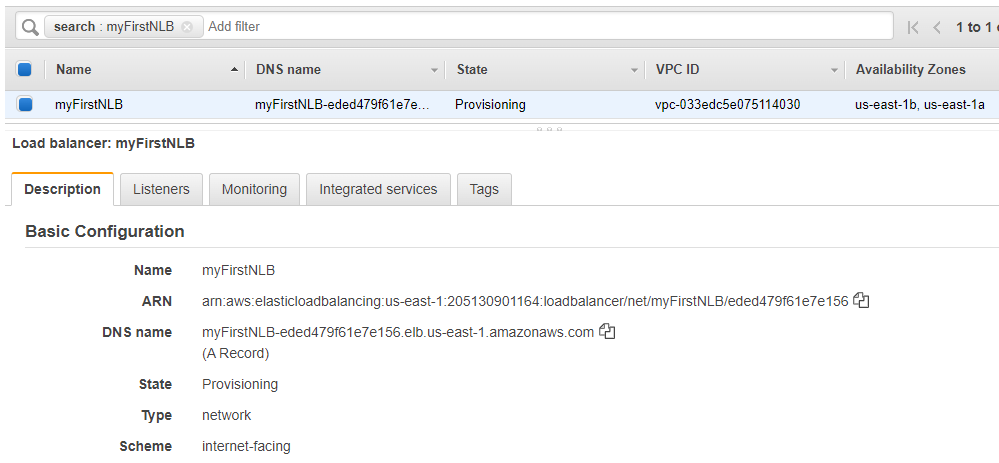 search : myFirstNLB Add filter 1 to 1
Name DNS name State VPC ID Availability Zones
myFirstNLB myFirstNLB-eded479f61e7e... Provisioning vpc-033edc5e075114030 us-east-1b, us-east-1a
Load balancer: myFirstNLB
Description Listeners Monitoring Integrated services Tags
Basic Configuration
Name myFirstNLB
ARN arn:aws:elasticloadbalancing:us-east-1:205130901164:loadbalancer/net/myFirstNLB/eded479f61e7e156
DNS name myFirstNLB-eded479f61e7e156.elb.us-east-1.amazonaws.com
(A Record)
State Provisioning
Type network
Scheme internet-facing